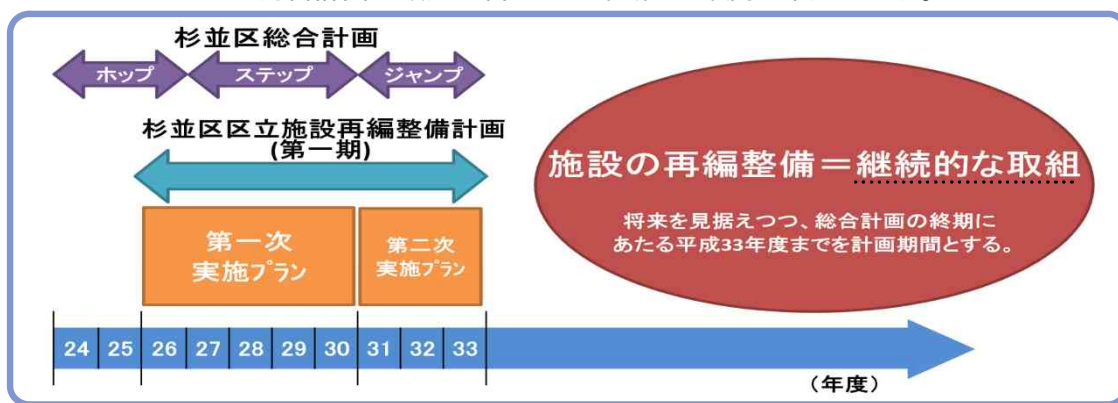 杉並区総合計画
ホップ
ステップ
ジャンプ
杉並区区立施設再編整備計画
(第一期)
第一次
実施プラン
第二次
実施プラン
24 25 26 27 28 29 30 31 32 33
(年度)
施設の再編整備＝継続的な取組
将来を見据えつつ、総合計画の終期に
あたる平成33年度までを計画期間とする。